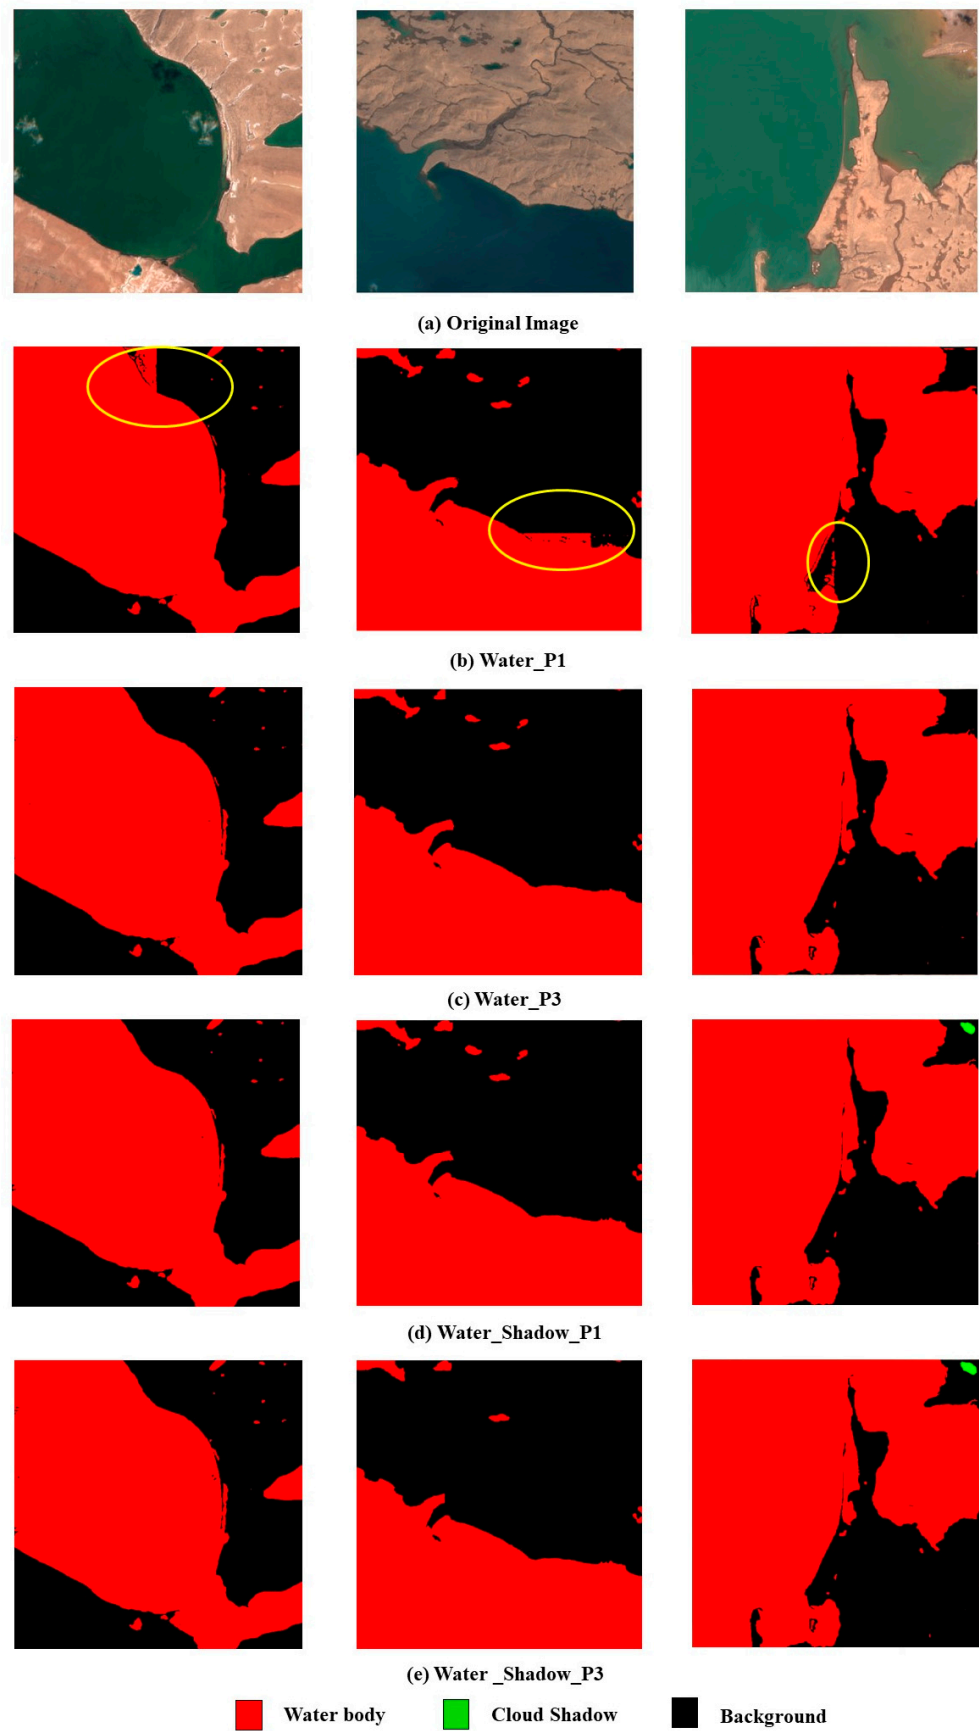 (a) Original Image
(b) Water_P1
(c) Water_P3
(d) Water_Shadow_P1
(e) Water _Shadow_P3
Water body Cloud Shadow Background